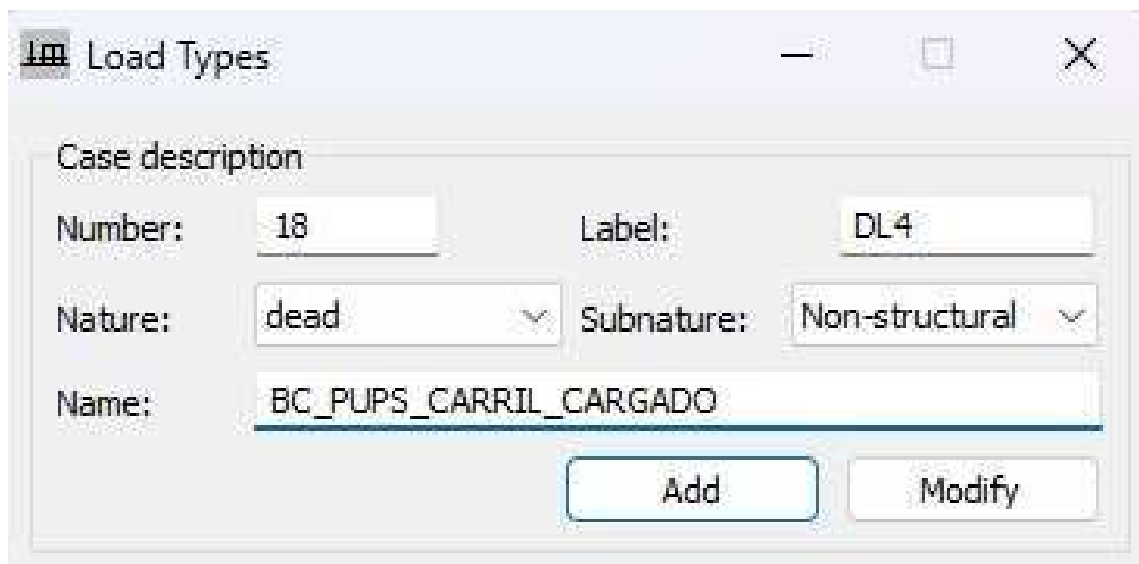 Load Types
Case description
Number: 18 Label: DL4
Nature: dead Subnature: Non-structural
Name: BC_PUPS_CARRIL_CARGADO
Add Modify